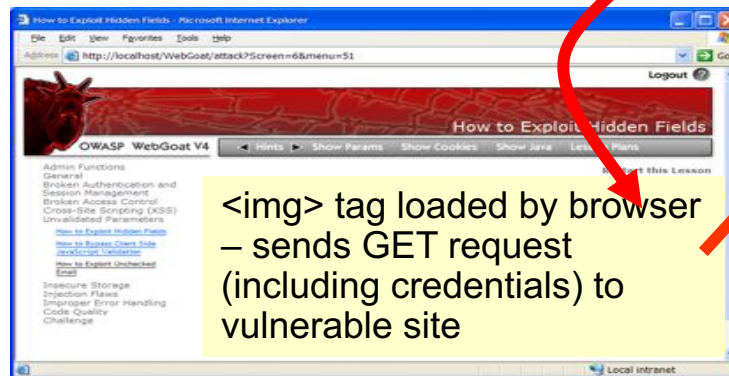 How to Exploit Hidden Fields - Microsoft Internet Explorer
File Edit View Favorites Tools Help
Address http://localhost/WebGoat/attack?Screen=6&menu=51 Go
Logout ?
How to Exploit Hidden Fields
OWASP WebGoat V4
Hints Show Params Show Cookies Show Java Lesson Plans
Restart this Lesson
Admin Functions
General
Broken Authentication and
Session Management
Broken Access Control
Cross-Site Scripting (XSS)
Unvalidated Parameters
How to Exploit Hidden Fields
How to Bypass Client Side
JavaScript Validation
How to Exploit Unchecked
Email
Insecure Storage
Injection Flaws
Improper Error Handling
Code Quality
Challenge
<img> tag loaded by browser
– sends GET request
(including credentials) to
vulnerable site
Local intranet